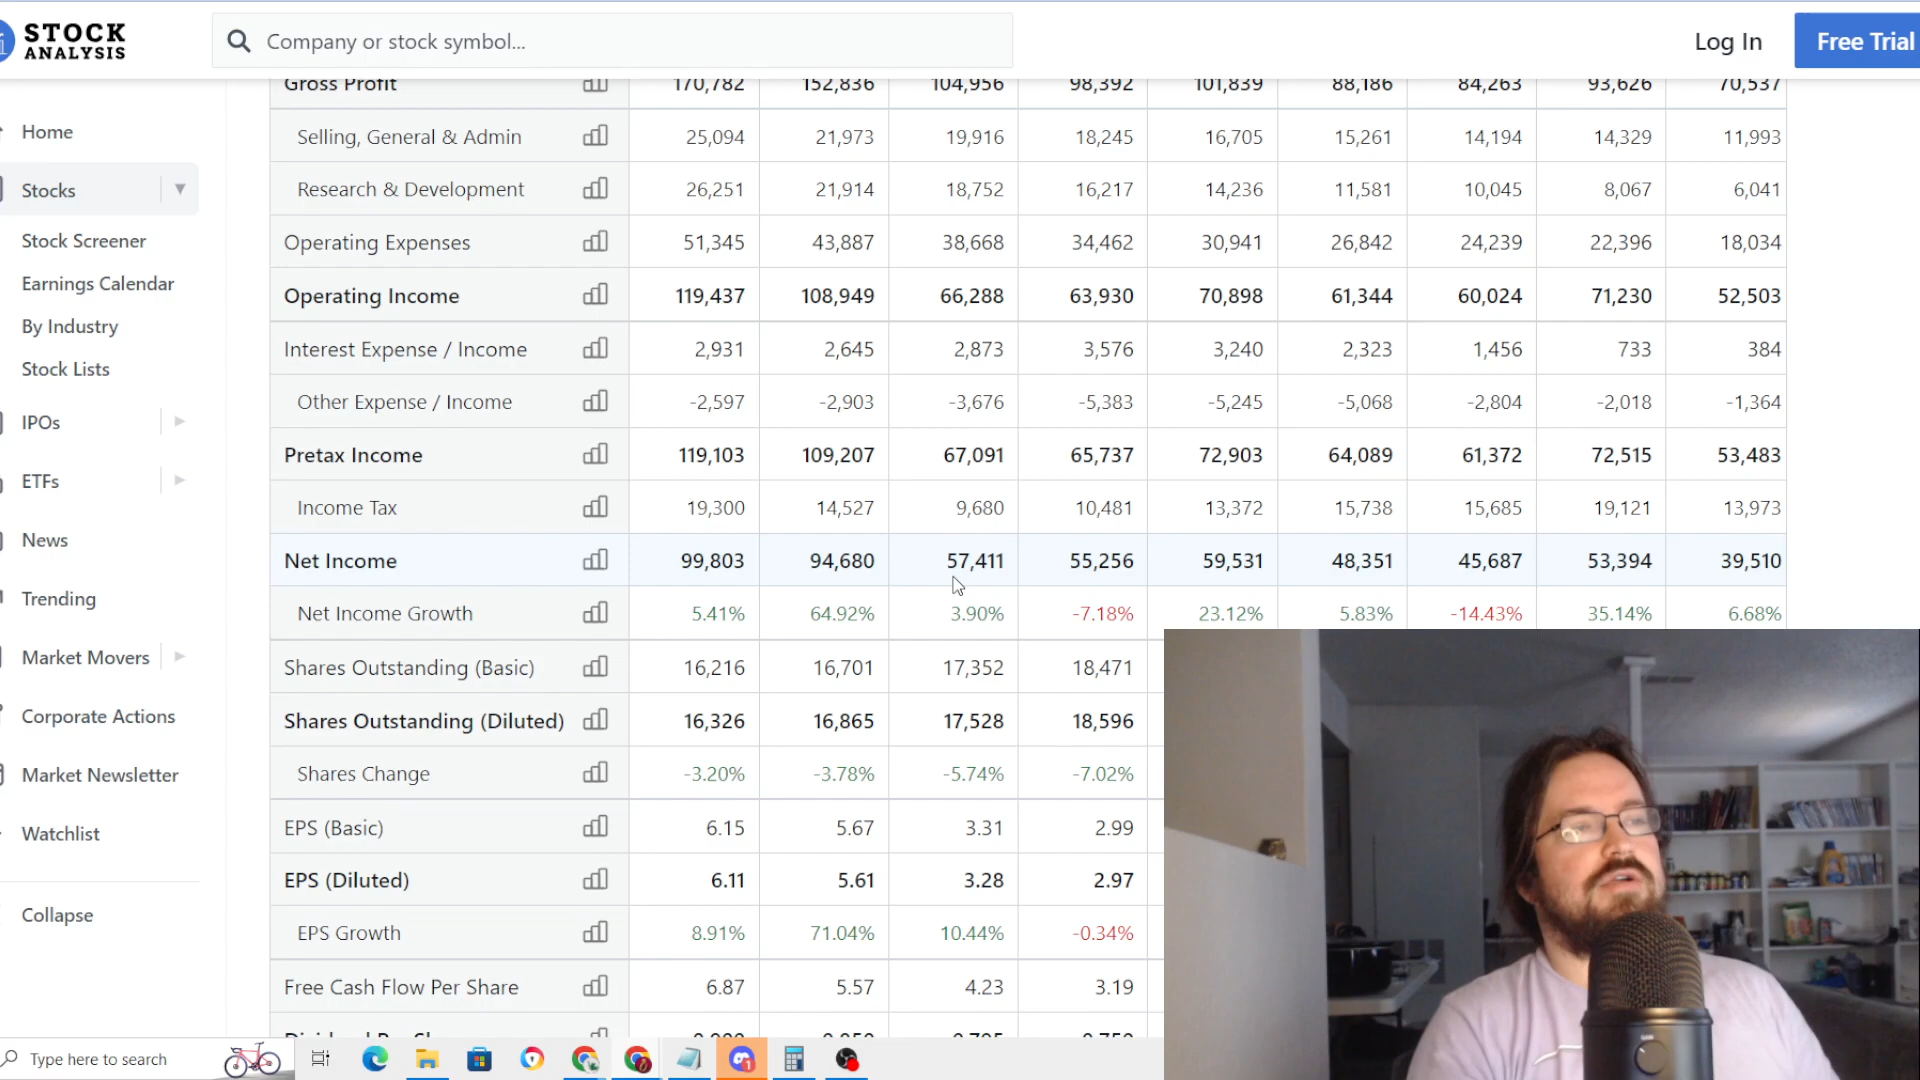 STOCK
ANALYSIS
Company or stock symbol...
Log In
Free Trial
Home
Stocks
Stock Screener
Earnings Calendar
By Industry
Stock Lists
IPOs
ETFs
News
Trending
Market Movers
Corporate Actions
Market Newsletter
Watchlist
Collapse
Gross Profit 170,782 152,836 104,956 98,392 101,839 88,186 84,263 93,626 70,537
Selling, General & Admin 25,094 21,973 19,916 18,245 16,705 15,261 14,194 14,329 11,993
Research & Development 26,251 21,914 18,752 16,217 14,236 11,581 10,045 8,067 6,041
Operating Expenses 51,345 43,887 38,668 34,462 30,941 26,842 24,239 22,396 18,034
Operating Income 119,437 108,949 66,288 63,930 70,898 61,344 60,024 71,230 52,503
Interest Expense / Income 2,931 2,645 2,873 3,576 3,240 2,323 1,456 733 384
Other Expense / Income -2,597 -2,903 -3,676 -5,383 -5,245 -5,068 -2,804 -2,018 -1,364
Pretax Income 119,103 109,207 67,091 65,737 72,903 64,089 61,372 72,515 53,483
Income Tax 19,300 14,527 9,680 10,481 13,372 15,738 15,685 19,121 13,973
Net Income 99,803 94,680 57,411 55,256 59,531 48,351 45,687 53,394 39,510
Net Income Growth 5.41% 64.92% 3.90% -7.18% 23.12% 5.83% -14.43% 35.14% 6.68%
Shares Outstanding (Basic) 16,216 16,701 17,352 18,471
Shares Outstanding (Diluted) 16,326 16,865 17,528 18,596
Shares Change -3.20% -3.78% -5.74% -7.02%
EPS (Basic) 6.15 5.67 3.31 2.99
EPS (Diluted) 6.11 5.61 3.28 2.97
EPS Growth 8.91% 71.04% 10.44% -0.34%
Free Cash Flow Per Share 6.87 5.57 4.23 3.19
Type here to search